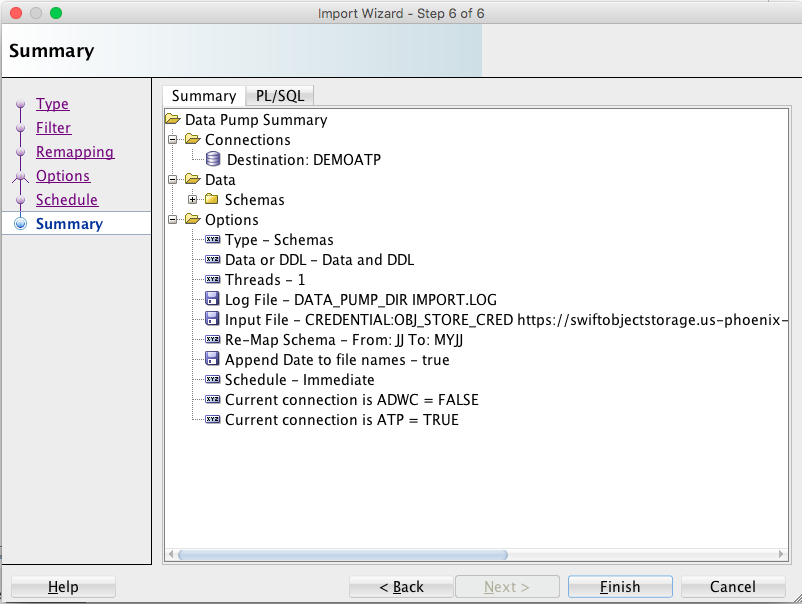 Import Wizard - Step 6 of 6
Summary
Type
Filter
Remapping
Options
Schedule
Summary
Summary
PL/SQL
Data Pump Summary
Connections
Destination: DEMOATP
Data
Schemas
Options
Type - Schemas
Data or DDL - Data and DDL
Threads - 1
Log File - DATA_PUMP_DIR IMPORT.LOG
Input File - CREDENTIAL:OBJ_STORE_CRED https://swiftobjectstorage.us-phoenix-
Re-Map Schema - From: JJ To: MYJJ
Append Date to file names - true
Schedule - Immediate
Current connection is ADWC = FALSE
Current connection is ATP = TRUE
Help
< Back
Next >
Finish
Cancel